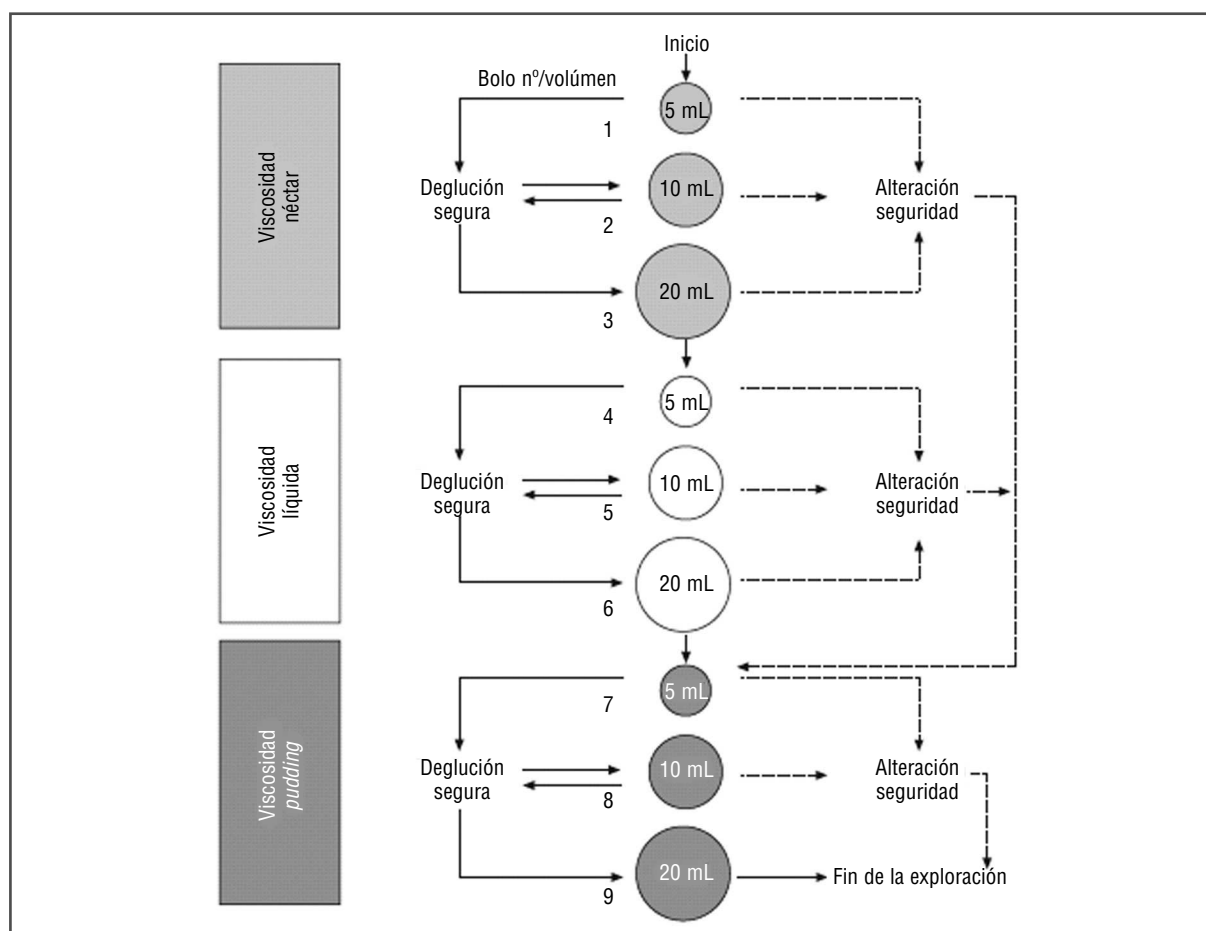 Inicio
Bolo nº/volúmen
5 mL
1
Viscosidad
néctar
10 mL
Deglución
segura
Alteración
seguridad
2
20 mL
3
5 mL
4
Viscosidad
líquida
10 mL
Deglución
segura
Alteración
seguridad
5
20 mL
6
5 mL
7
Viscosidad
pudding
10 mL
Deglución
segura
Alteración
seguridad
8
20 mL
Fin de la exploración
9